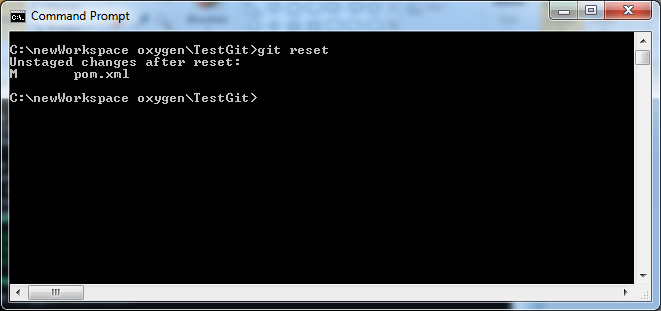 Command Prompt
C:\newWorkspace oxygen\TestGit>git reset
Unstaged changes after reset:
M       pom.xml
C:\newWorkspace oxygen\TestGit>